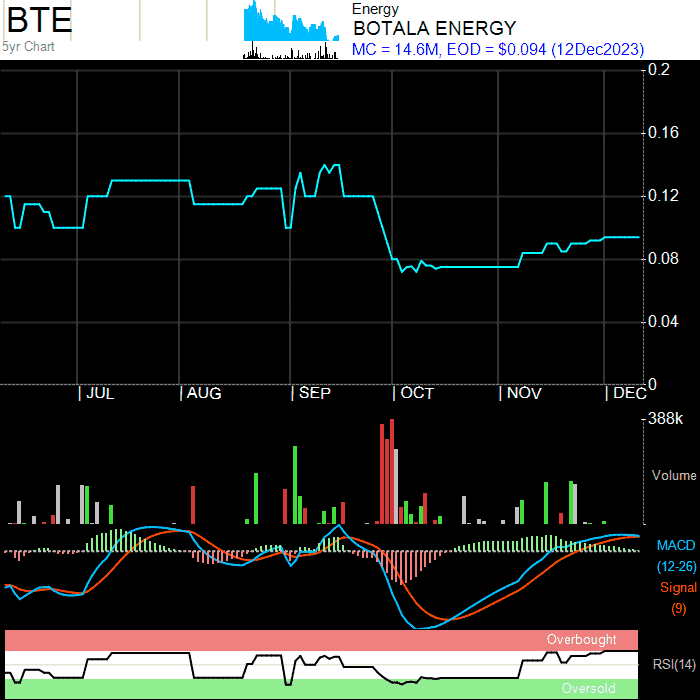 BTE
5yr Chart
Energy
BOTALA ENERGY
MC = 14.6M, EOD = $0.094 (12Dec2023)
0.2
0.16
0.12
0.08
0.04
0
| JUL | AUG | SEP | OCT | NOV | DEC
388k
Volume
MACD
(12-26)
Signal
(9)
Overbought
RSI(14)
Oversold